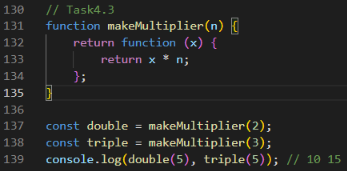 130 // Task4.3
131 function makeMultiplier(n) {
132     return function (x) {
133         return x * n;
134     };
135 }
136
137 const double = makeMultiplier(2);
138 const triple = makeMultiplier(3);
139 console.log(double(5), triple(5)); // 10 15